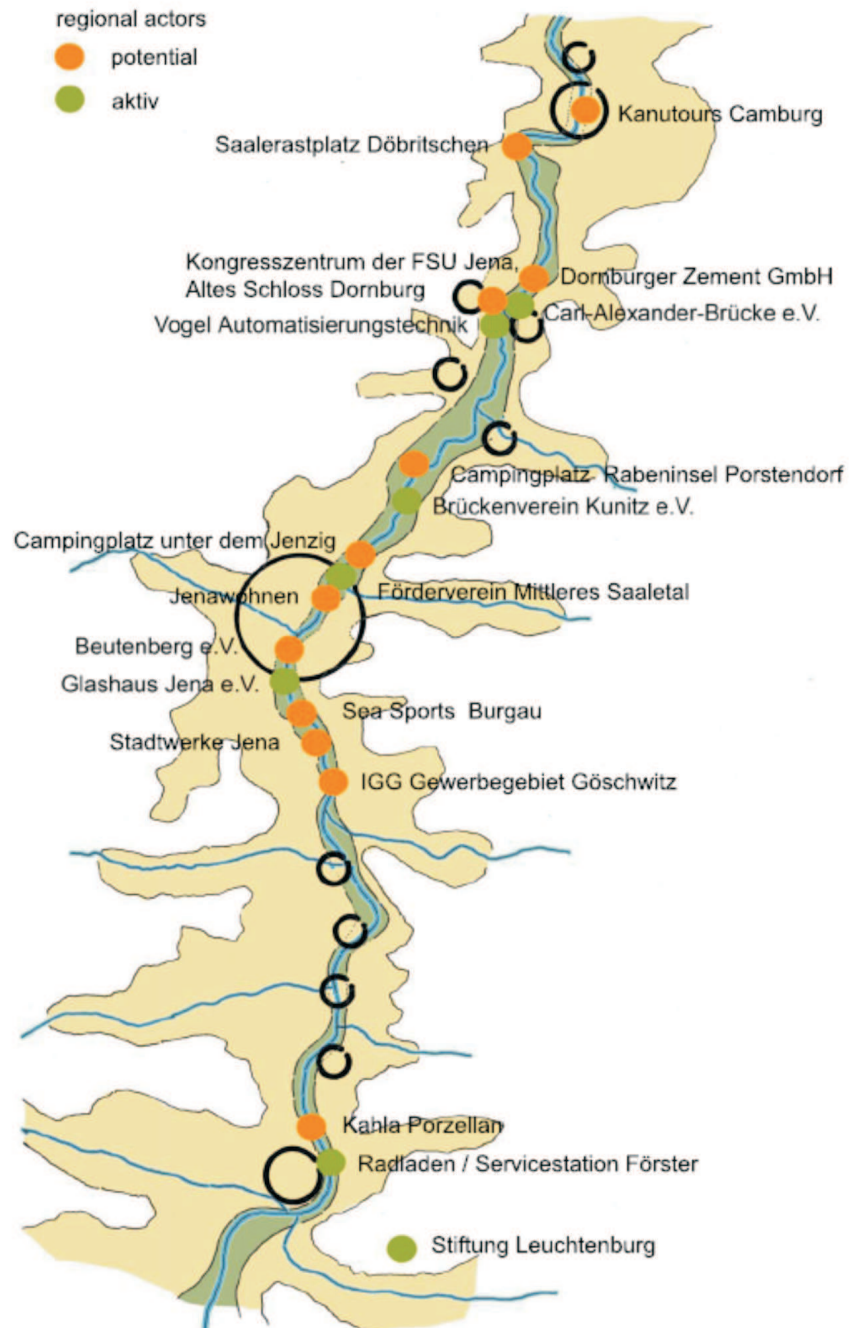 regional actors
potential
aktiv
Kanutours Camburg
Saalerastplatz Döbritschen
Kongresszentrum der FSU Jena,
Altes Schloss Dornburg
Dornburger Zement GmbH
Carl-Alexander-Brücke e.V.
Vogel Automatisierungstechnik
Campingplatz Rabeninsel Porstendorf
Brückenverein Kunitz e.V.
Campingplatz unter dem Jenzig
Förderverein Mittleres Saaletal
Jenawohnen
Beutenberg e.V.
Glashaus Jena e.V.
Sea Sports Burgau
Stadtwerke Jena
IGG Gewerbegebiet Göschwitz
Kahla Porzellan
Radladen / Servicestation Förster
Stiftung Leuchtenburg